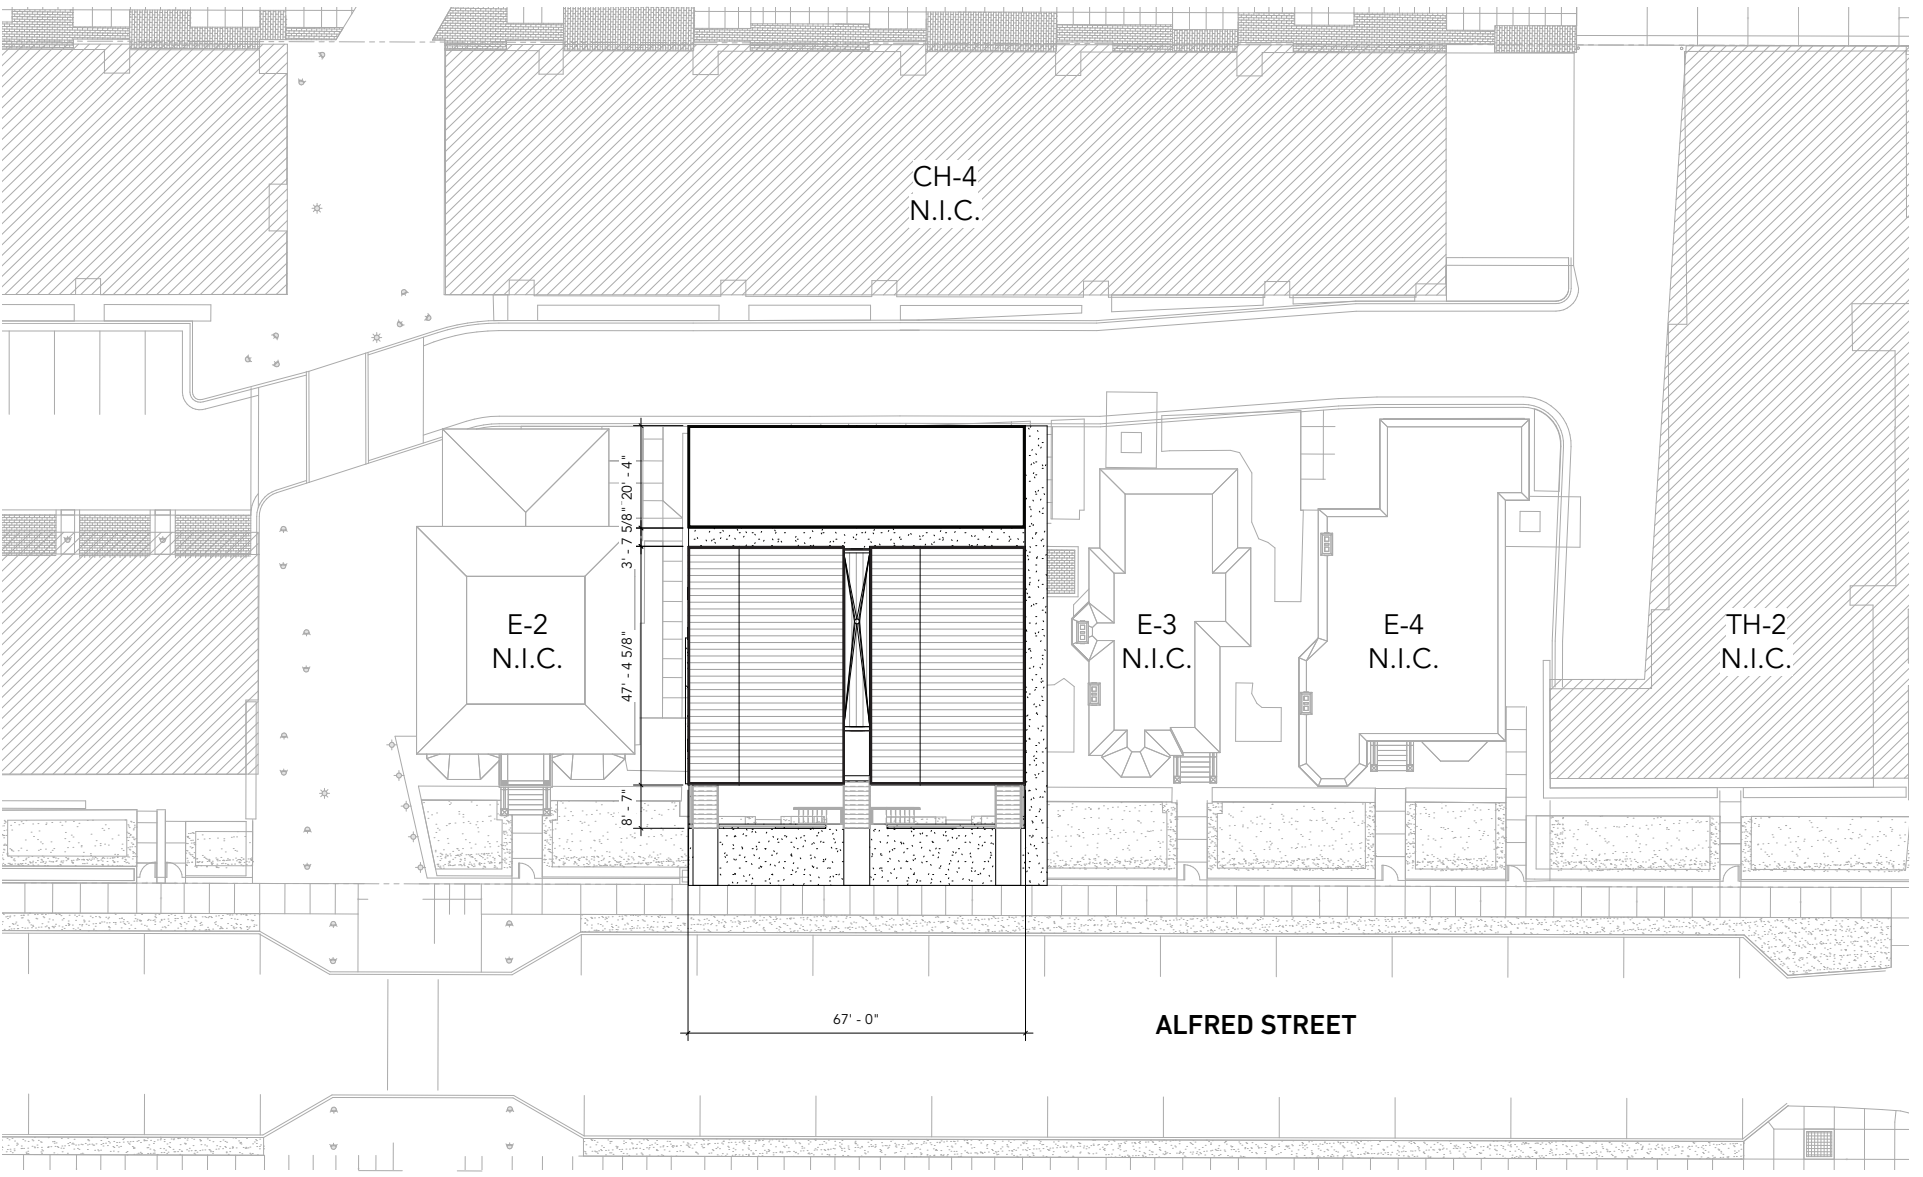 CH-4
N.I.C.
20' - 4"
3' - 7 5/8"
47' - 4 5/8"
8' - 7"
E-2
N.I.C.
E-3
N.I.C.
E-4
N.I.C.
TH-2
N.I.C.
67' - 0"
ALFRED STREET